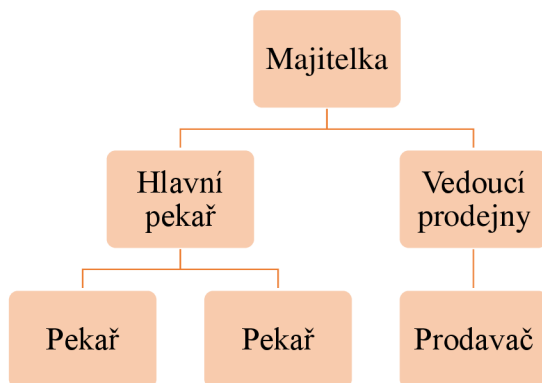 Majitelka
Hlavní
pekař
Vedoucí
prodejny
Pekař
Pekař
Prodavač